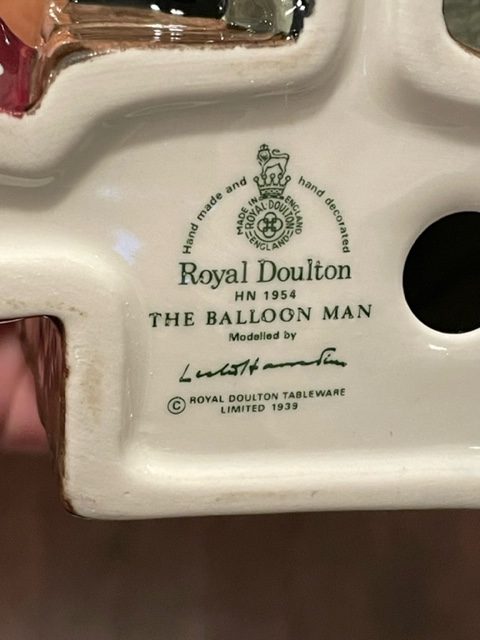 Hand made and hand decorated
MADE IN ENGLAND
ROYAL DOULTON
ENGLAND
Royal Doulton
HN 1954
THE BALLOON MAN
Modelled by
© ROYAL DOULTON TABLEWARE
LIMITED 1939